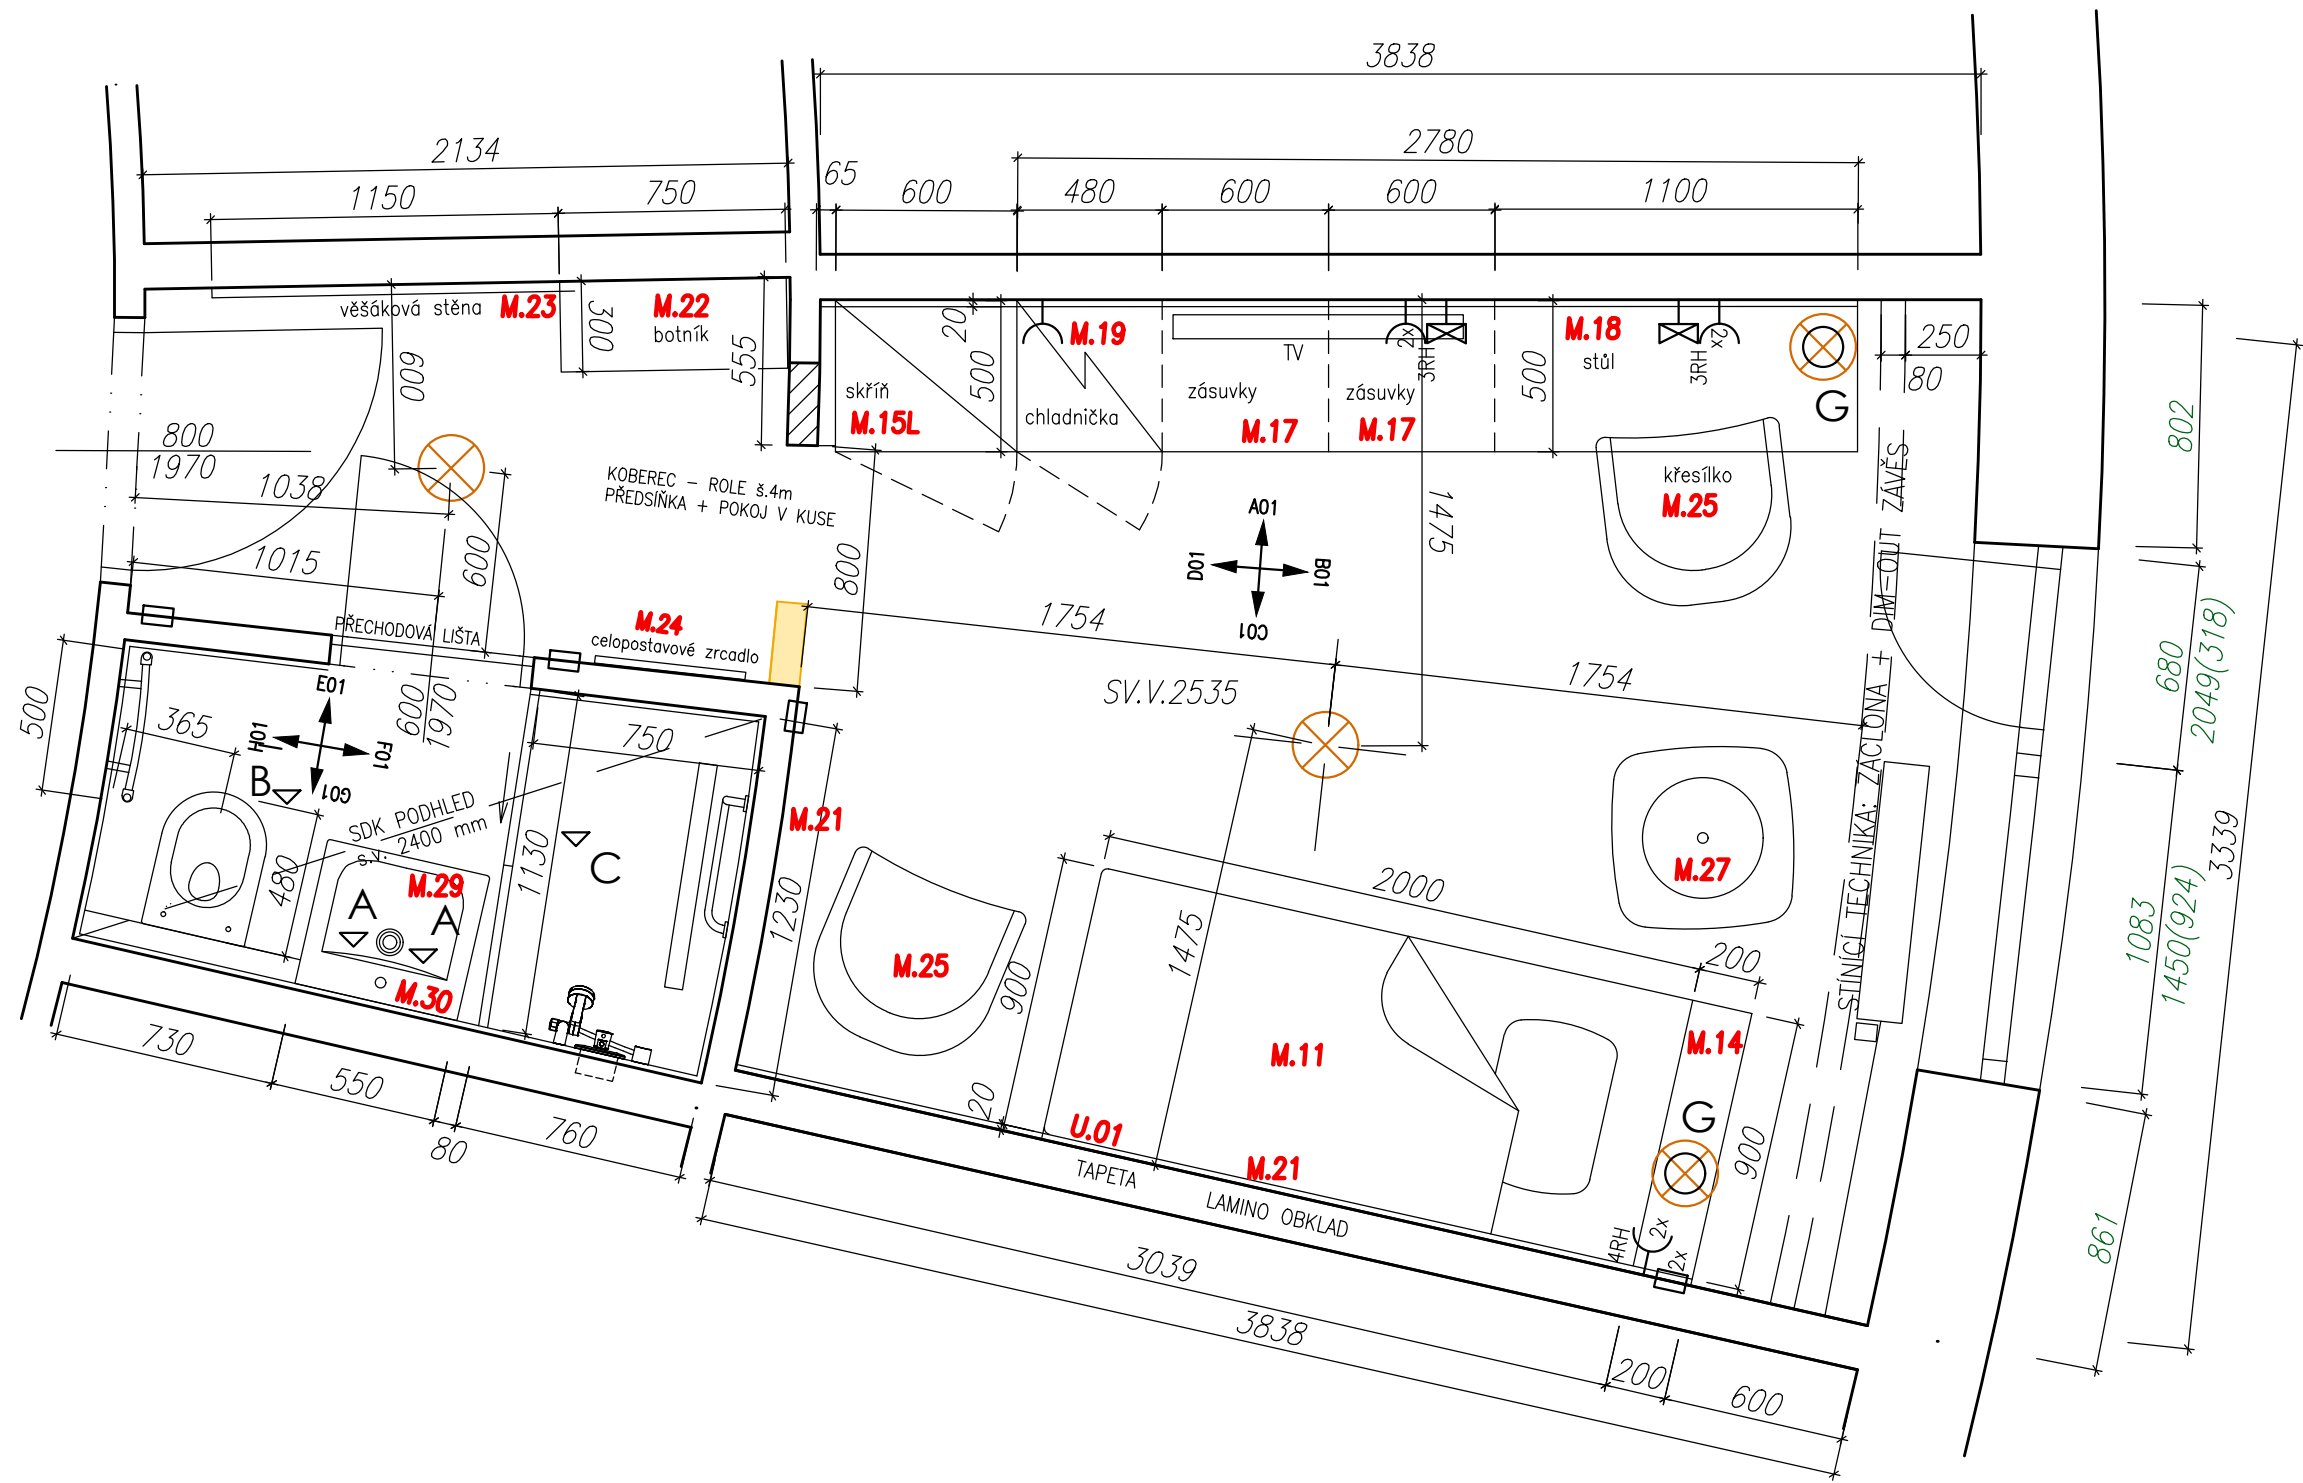 3838
2134
2780
1150
750
65
600
480
600
600
1100
věšáková stěna
M.23
M.22
botník
300
600
555
20
500
M.19
chladnička
skříň
M.15L
TV
zásuvky
M.17
zásuvky
M.17
2x
3RH
M.18
stůl
500
3RH
2x
G
250
80
křesílko
M.25
802
800
1970
1038
1015
600
KOBEREC – ROLE š.4m
PŘEDSÍŇKA + POKOJ V KUSE
800
A01
B01
C01
D01
1475
1754
1754
SV.V.2535
STÍNÍCÍ TECHNIKA: ZÁCLONA + DIM-OUT ZÁVĚS
680
2049(318)
3339
1083
1450(924)
861
PŘECHODOVÁ LIŠTA
M.24
celopostavové zrcadlo
600
1970
500
365
E01
F01
G01
H01
B
480
SDK PODHLED
s.v. 2400 mm
750
1130
C
M.29
A
A
M.30
M.21
1230
M.25
900
20
1475
2000
200
M.27
M.11
M.14
G
900
U.01
TAPETA
M.21
LAMINO OBKLAD
4RH
2x
2x
730
550
80
760
3039
3838
200
600